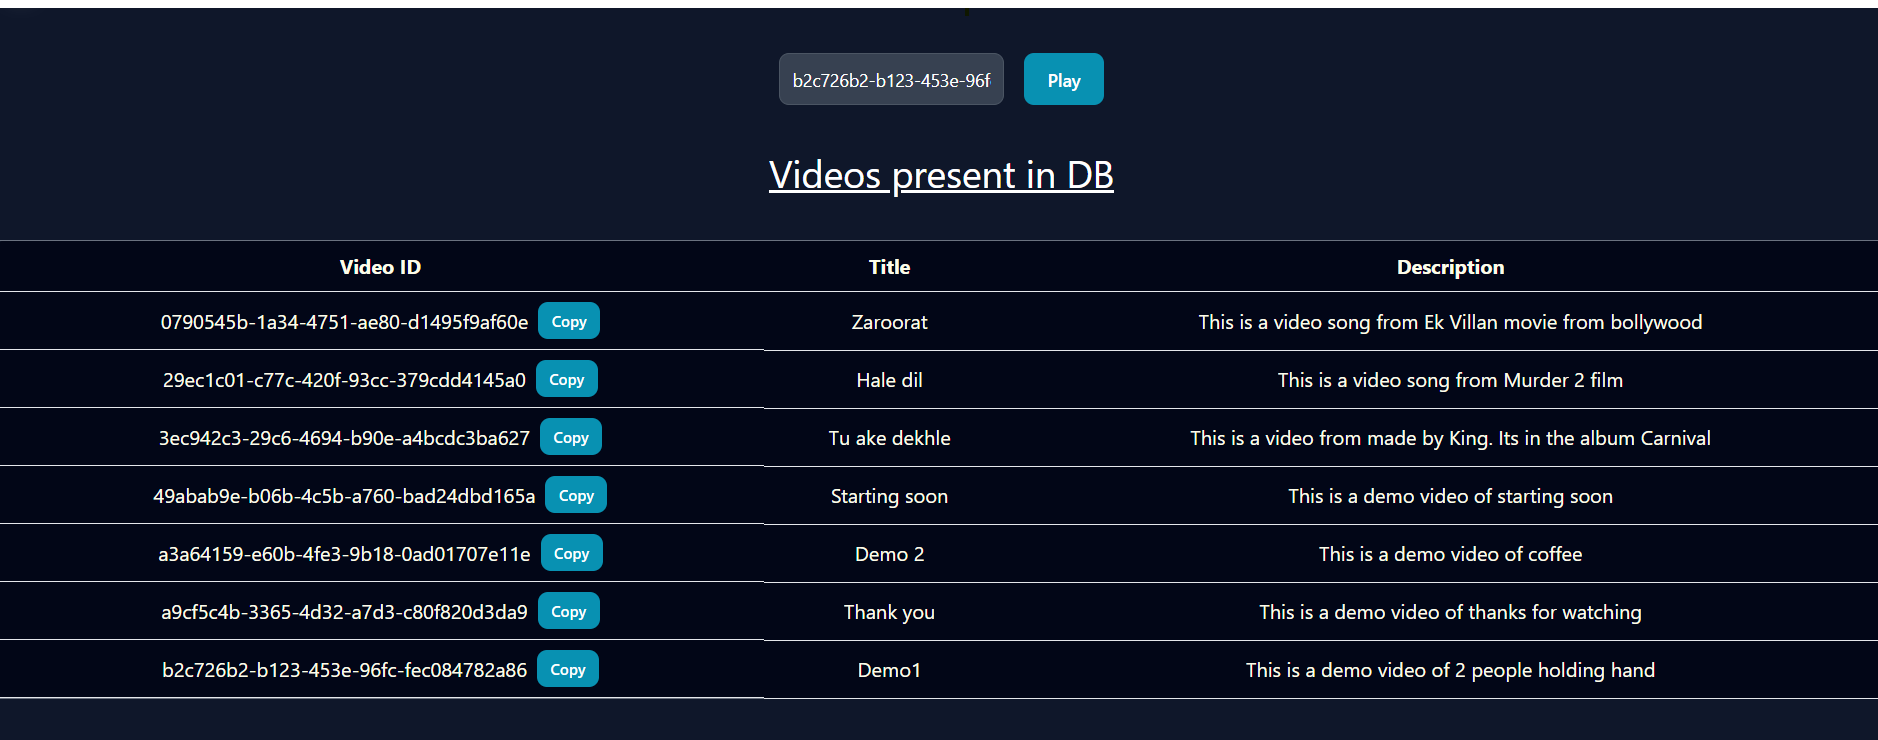 b2c726b2-b123-453e-96f Play
Videos present in DB
Video ID Title Description
0790545b-1a34-4751-ae80-d1495f9af60e Copy Zaroorat This is a video song from Ek Villan movie from bollywood
29ec1c01-c77c-420f-93cc-379cdd4145a0 Copy Hale dil This is a video song from Murder 2 film
3ec942c3-29c6-4694-b90e-a4bcdc3ba627 Copy Tu ake dekhle This is a video from made by King. Its in the album Carnival
49abab9e-b06b-4c5b-a760-bad24dbd165a Copy Starting soon This is a demo video of starting soon
a3a64159-e60b-4fe3-9b18-0ad01707e11e Copy Demo 2 This is a demo video of coffee
a9cf5c4b-3365-4d32-a7d3-c80f820d3da9 Copy Thank you This is a demo video of thanks for watching
b2c726b2-b123-453e-96fc-fec084782a86 Copy Demo1 This is a demo video of 2 people holding hand